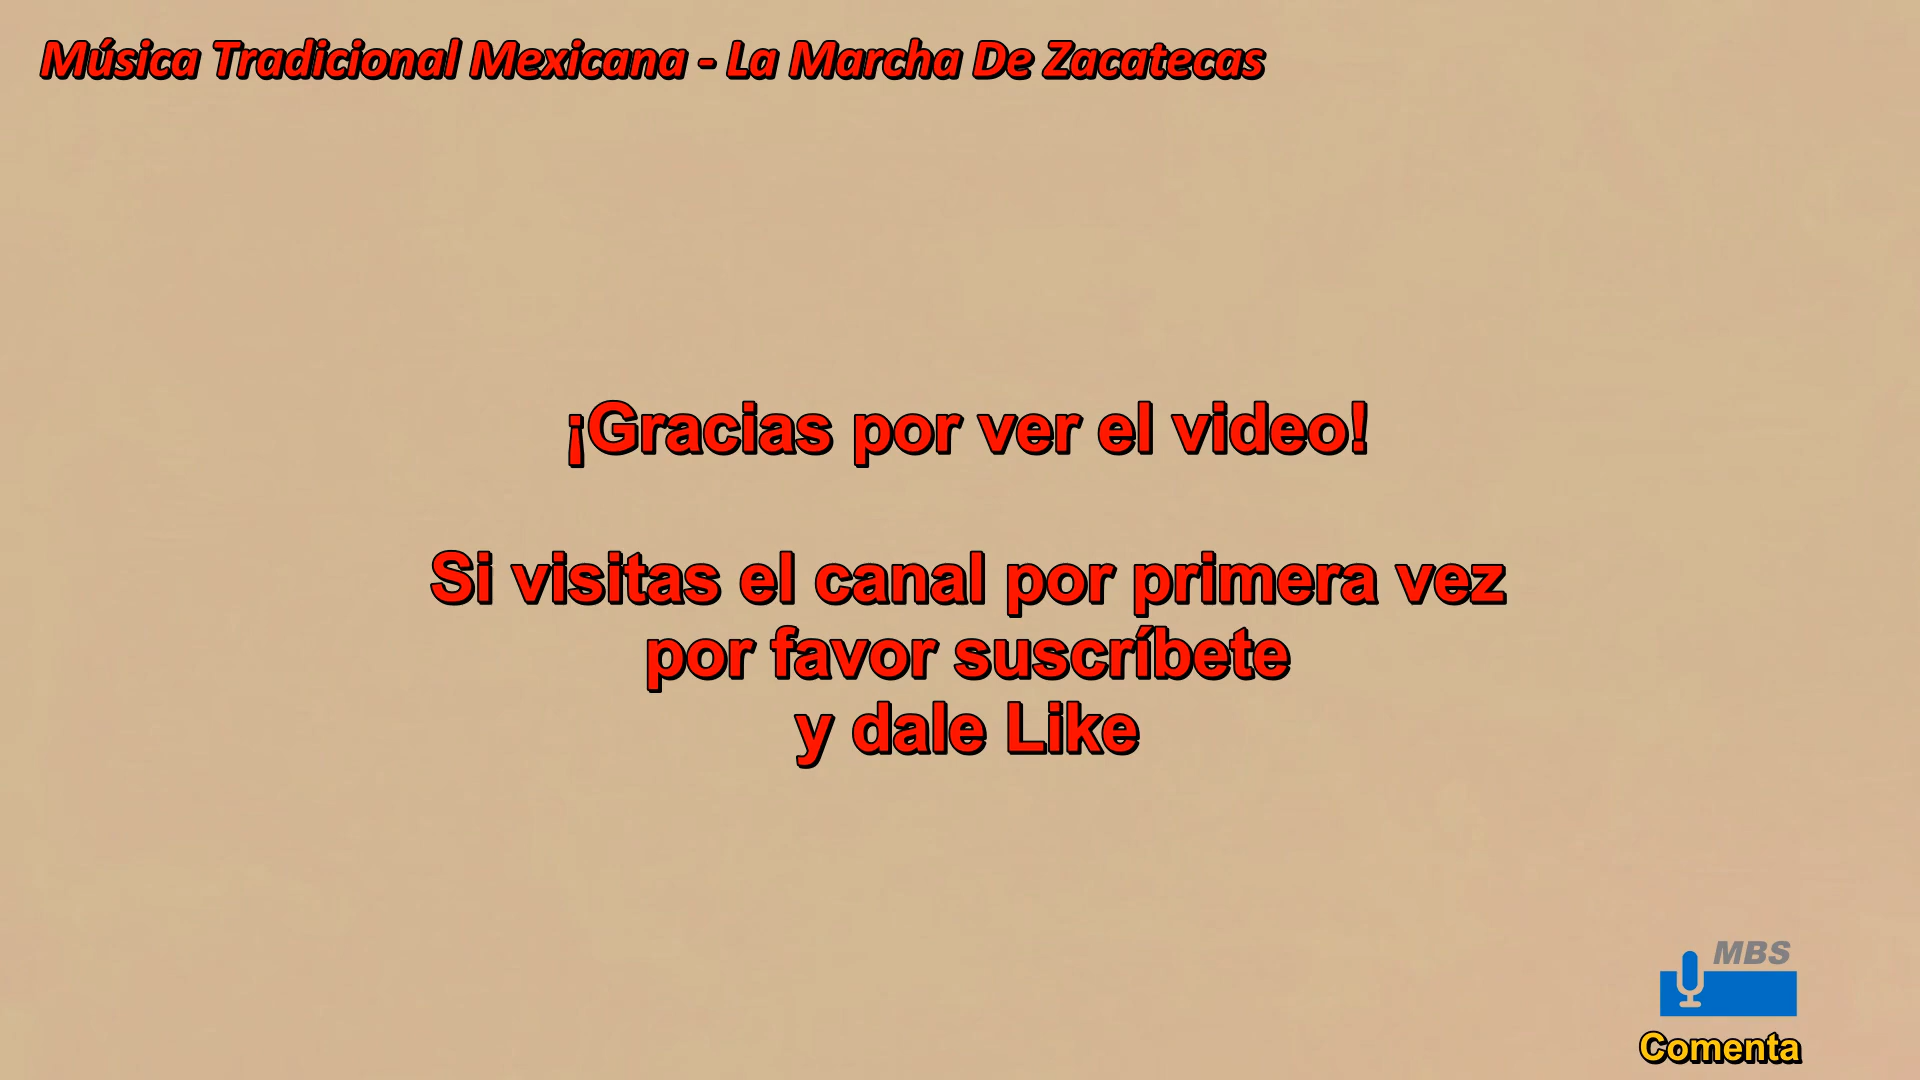 Música Tradicional Mexicana - La Marcha De Zacatecas
¡Gracias por ver el video!
Si visitas el canal por primera vez
por favor suscríbete
y dale Like
MBS
Comenta